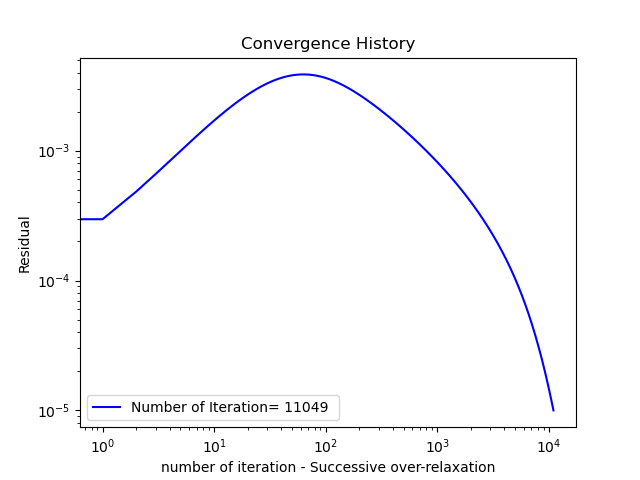 Convergence History
Residual
10⁻³
10⁻⁴
10⁻⁵
Number of Iteration= 11049
10⁰ 10¹ 10² 10³ 10⁴
number of iteration - Successive over-relaxation